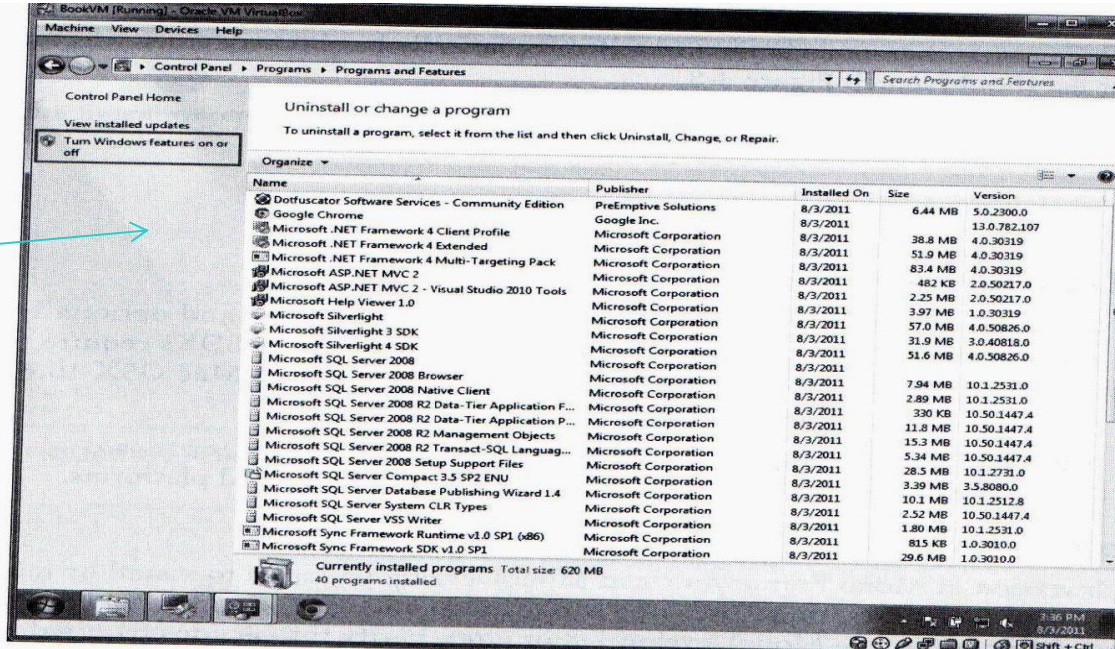 BookVM [Running] - Oracle VM VirtualBox
Machine View Devices Help
Control Panel ▸ Programs ▸ Programs and Features
Search Programs and Features
Control Panel Home
View installed updates
Turn Windows features on or
off
Uninstall or change a program
To uninstall a program, select it from the list and then click Uninstall, Change, or Repair.
Organize
Name Publisher Installed On Size Version
Dotfuscator Software Services - Community Edition PreEmptive Solutions 8/3/2011 6.44 MB 5.0.2300.0
Google Chrome Google Inc. 8/3/2011 13.0.782.107
Microsoft .NET Framework 4 Client Profile Microsoft Corporation 8/3/2011 38.8 MB 4.0.30319
Microsoft .NET Framework 4 Extended Microsoft Corporation 8/3/2011 51.9 MB 4.0.30319
Microsoft .NET Framework 4 Multi-Targeting Pack Microsoft Corporation 8/3/2011 83.4 MB 4.0.30319
Microsoft ASP.NET MVC 2 Microsoft Corporation 8/3/2011 482 KB 2.0.50217.0
Microsoft ASP.NET MVC 2 - Visual Studio 2010 Tools Microsoft Corporation 8/3/2011 2.25 MB 2.0.50217.0
Microsoft Help Viewer 1.0 Microsoft Corporation 8/3/2011 3.97 MB 1.0.30319
Microsoft Silverlight Microsoft Corporation 8/3/2011 57.0 MB 4.0.50826.0
Microsoft Silverlight 3 SDK Microsoft Corporation 8/3/2011 31.9 MB 3.0.40818.0
Microsoft Silverlight 4 SDK Microsoft Corporation 8/3/2011 51.6 MB 4.0.50826.0
Microsoft SQL Server 2008 Microsoft Corporation 8/3/2011
Microsoft SQL Server 2008 Browser Microsoft Corporation 8/3/2011 7.94 MB 10.1.2531.0
Microsoft SQL Server 2008 Native Client Microsoft Corporation 8/3/2011 2.89 MB 10.1.2531.0
Microsoft SQL Server 2008 R2 Data-Tier Application F... Microsoft Corporation 8/3/2011 330 KB 10.50.1447.4
Microsoft SQL Server 2008 R2 Data-Tier Application P... Microsoft Corporation 8/3/2011 11.8 MB 10.50.1447.4
Microsoft SQL Server 2008 R2 Management Objects Microsoft Corporation 8/3/2011 15.3 MB 10.50.1447.4
Microsoft SQL Server 2008 R2 Transact-SQL Languag... Microsoft Corporation 8/3/2011 5.34 MB 10.50.1447.4
Microsoft SQL Server 2008 Setup Support Files Microsoft Corporation 8/3/2011 28.5 MB 10.1.2731.0
Microsoft SQL Server Compact 3.5 SP2 ENU Microsoft Corporation 8/3/2011 3.39 MB 3.5.8080.0
Microsoft SQL Server Database Publishing Wizard 1.4 Microsoft Corporation 8/3/2011 10.1 MB 10.1.2512.8
Microsoft SQL Server System CLR Types Microsoft Corporation 8/3/2011 2.52 MB 10.50.1447.4
Microsoft SQL Server VSS Writer Microsoft Corporation 8/3/2011 1.80 MB 10.1.2531.0
Microsoft Sync Framework Runtime v1.0 SP1 (x86) Microsoft Corporation 8/3/2011 815 KB 1.0.3010.0
Microsoft Sync Framework SDK v1.0 SP1 Microsoft Corporation 8/3/2011 29.6 MB 1.0.3010.0
Currently installed programs Total size: 620 MB
40 programs installed
3:36 PM
8/3/2011
Shift + Ctrl